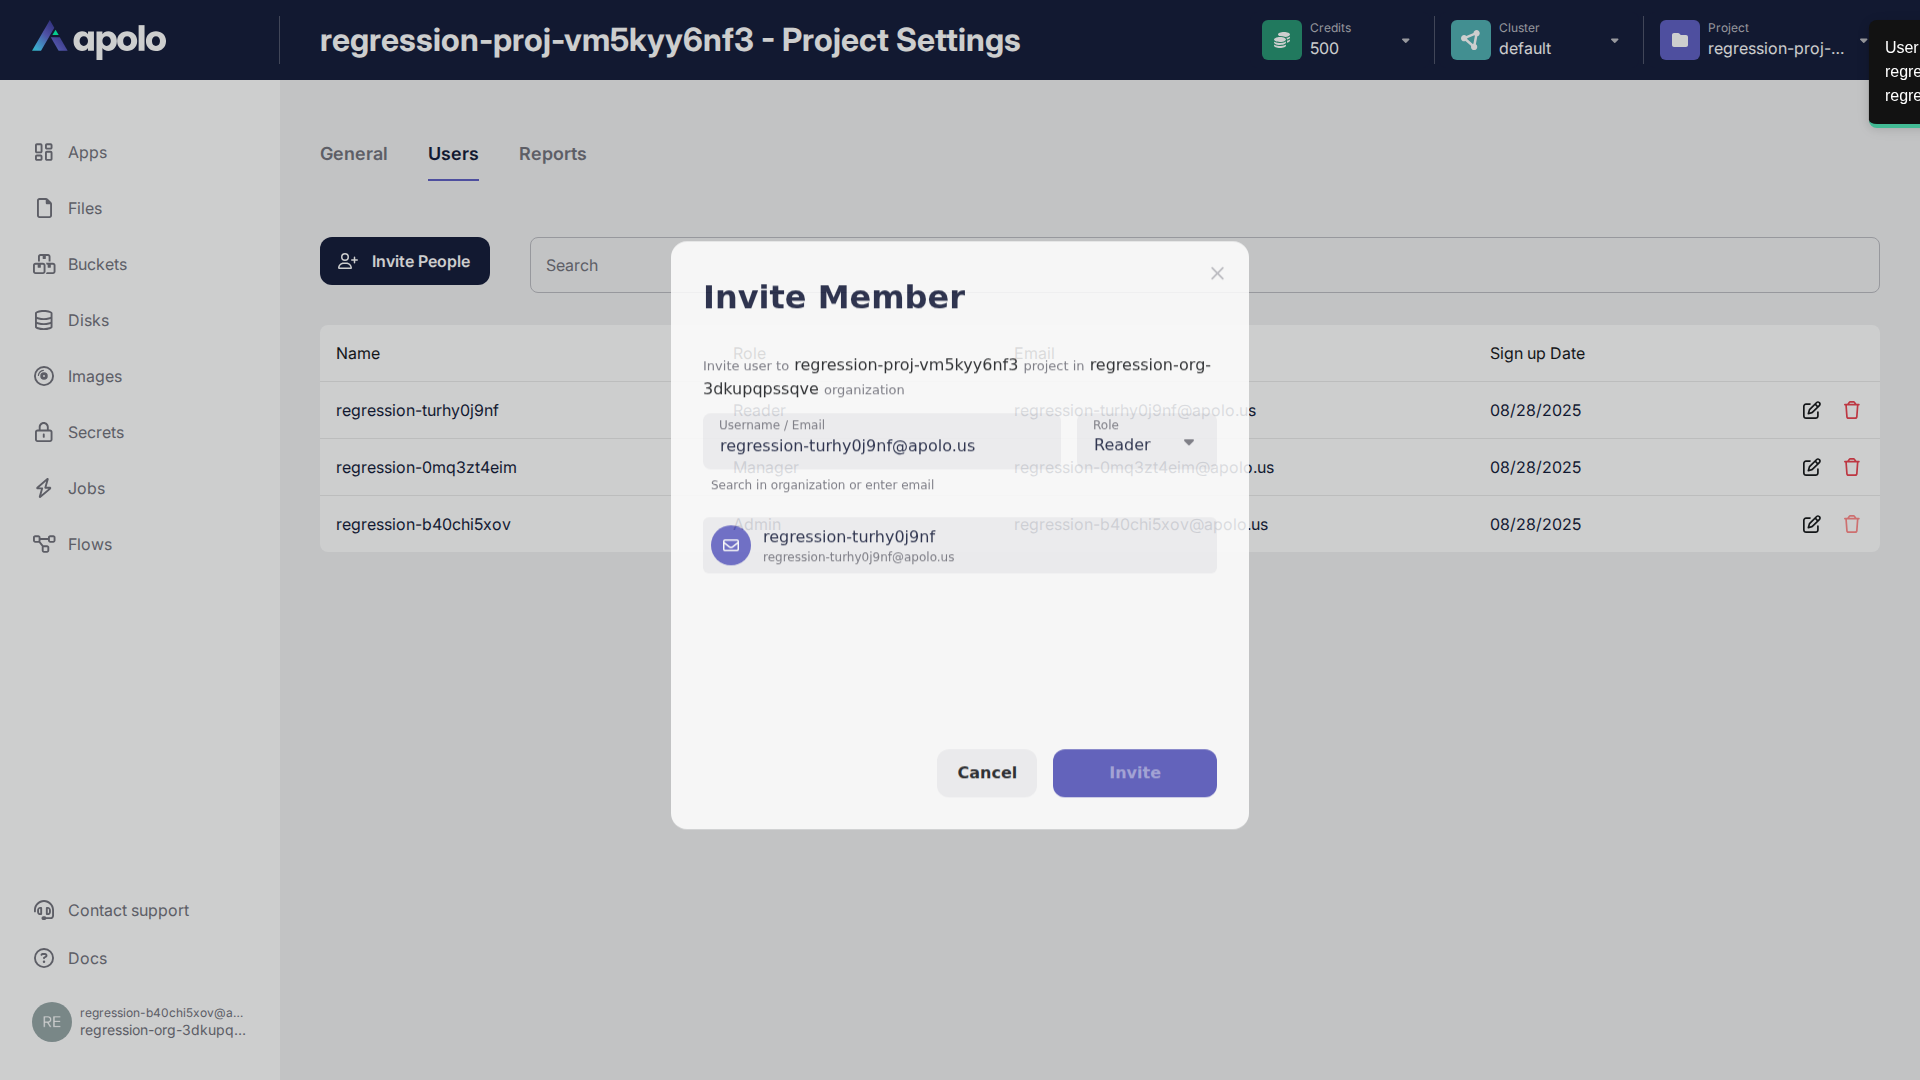 apolo
regression-proj-vm5kyy6nf3 - Project Settings
Credits
500
Cluster
default
Project
regression-proj-...
User
regre
regre
Apps
Files
Buckets
Disks
Images
Secrets
Jobs
Flows
Contact support
Docs
RE
regression-b40chi5xov@a...
regression-org-3dkupq...
General
Users
Reports
Invite People
Search
Name
Role
Email
Sign up Date
regression-turhy0j9nf
Reader
regression-turhy0j9nf@apolo.us
08/28/2025
regression-0mq3zt4eim
Manager
regression-0mq3zt4eim@apolo.us
08/28/2025
regression-b40chi5xov
Admin
regression-b40chi5xov@apolo.us
08/28/2025
Invite Member
Invite user to regression-proj-vm5kyy6nf3 project in regression-org-
3dkupqpssqve organization
Username / Email
regression-turhy0j9nf@apolo.us
Role
Reader
Search in organization or enter email
regression-turhy0j9nf
regression-turhy0j9nf@apolo.us
Cancel
Invite